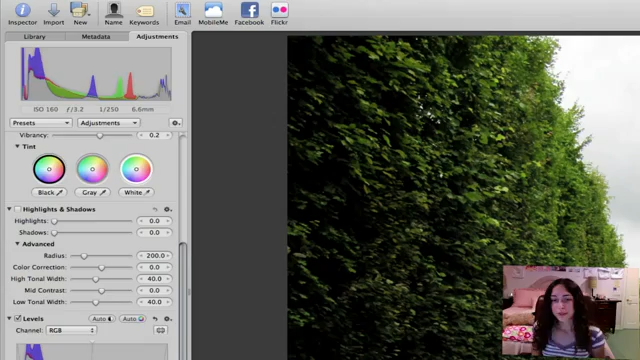 Inspector Import New Name Keywords Email MobileMe Facebook Flickr
Library Metadata Adjustments
ISO 160 ƒ/3.2 1/250 6.6mm
Presets Adjustments
Vibrancy: 0.2
Tint
Black Gray White
Highlights & Shadows
Highlights: 0.0
Shadows: 0.0
Advanced
Radius: 200.0
Color Correction: 0.0
High Tonal Width: 40.0
Mid Contrast: 0.0
Low Tonal Width: 40.0
Levels Auto Auto
Channel: RGB